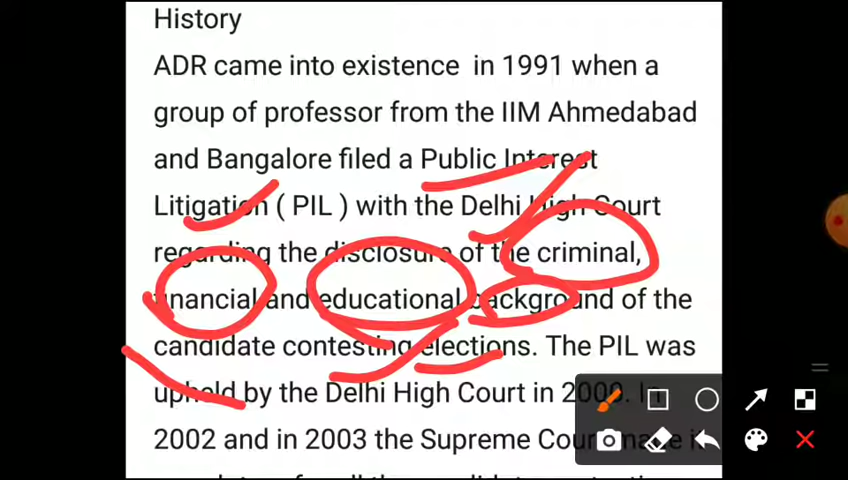 History
ADR came into existence in 1991 when a
group of professor from the IIM Ahmedabad
and Bangalore filed a Public Interest
Litigation ( PIL ) with the Delhi High Court
regarding the disclosure of the criminal,
financial and educational background of the
candidate contesting elections. The PIL was
upheld by the Delhi High Court in 2000. In
2002 and in 2003 the Supreme Court made it